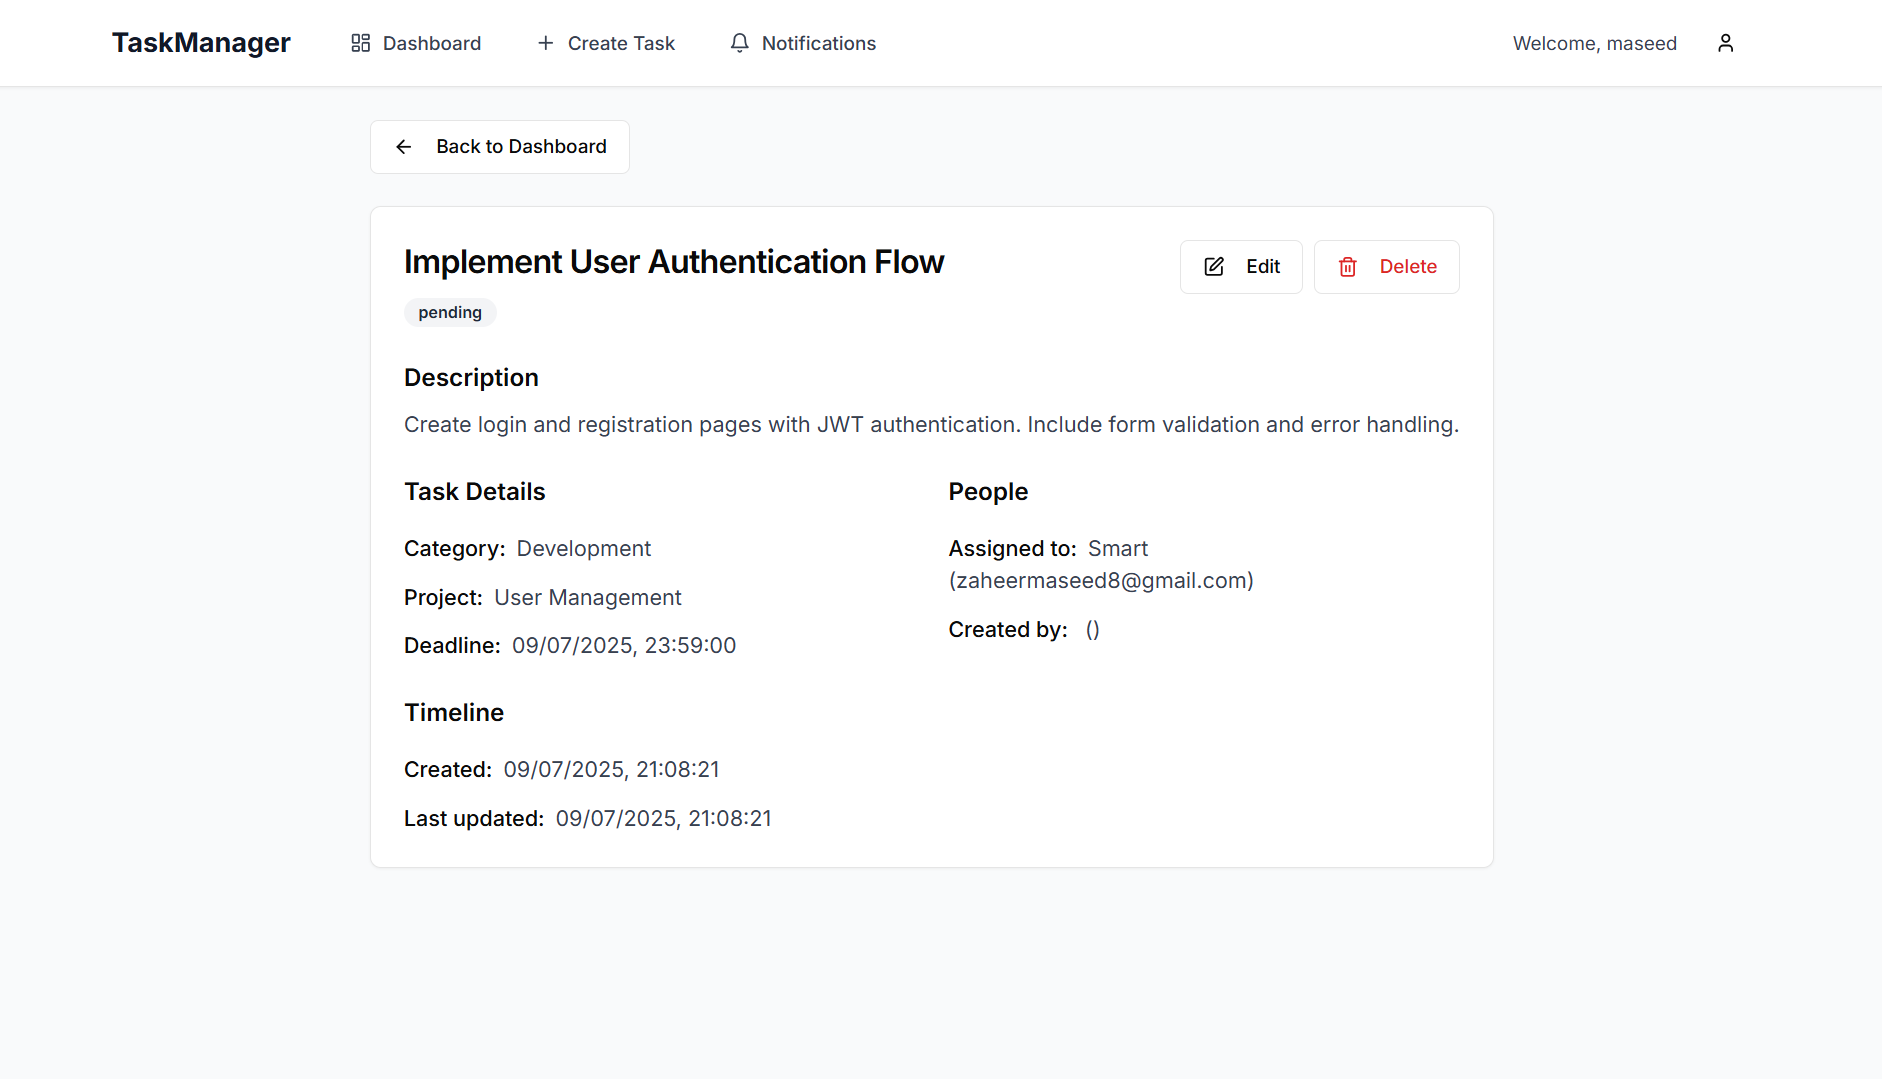 TaskManager
Dashboard
Create Task
Notifications
Welcome, maseed
Back to Dashboard
Implement User Authentication Flow
Edit
Delete
pending
Description
Create login and registration pages with JWT authentication. Include form validation and error handling.
Task Details
Category: Development
Project: User Management
Deadline: 09/07/2025, 23:59:00
People
Assigned to: Smart
(zaheermaseed8@gmail.com)
Created by: ()
Timeline
Created: 09/07/2025, 21:08:21
Last updated: 09/07/2025, 21:08:21